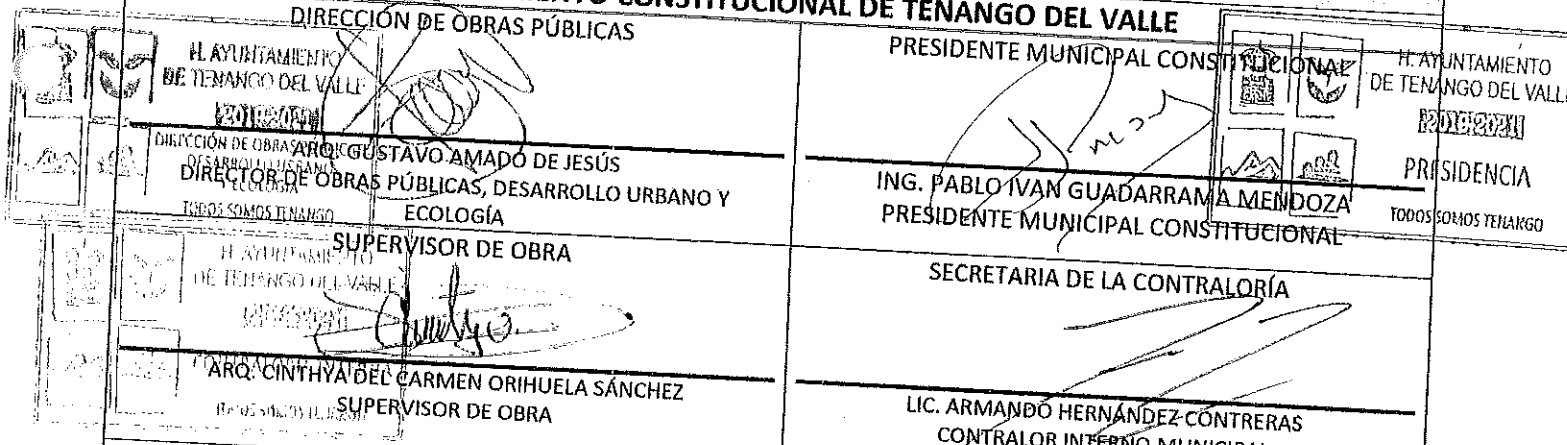 CONSTITUCIONAL DE TENANGO DEL VALLE
DIRECCIÓN DE OBRAS PÚBLICAS
H. AYUNTAMIENTO
DE TENANGO DEL VALLE
ARQ. GUSTAVO AMADO DE JESÚS
DIRECTOR DE OBRAS PÚBLICAS, DESARROLLO URBANO Y
ECOLOGÍA
TODOS SOMOS TENANGO
PRESIDENTE MUNICIPAL CONSTITUCIONAL
H. AYUNTAMIENTO
DE TENANGO DEL VALLE
PRESIDENCIA
TODOS SOMOS TENANGO
ING. PABLO IVAN GUADARRAMA MENDOZA
PRESIDENTE MUNICIPAL CONSTITUCIONAL
SUPERVISOR DE OBRA
H. AYUNTAMIENTO
DE TENANGO DEL VALLE
ARQ. CINTHYA DEL CARMEN ORIHUELA SÁNCHEZ
SUPERVISOR DE OBRA
SECRETARIA DE LA CONTRALORÍA
LIC. ARMANDO HERNÁNDEZ CONTRERAS
CONTRALOR INTERNO MUNICIPAL